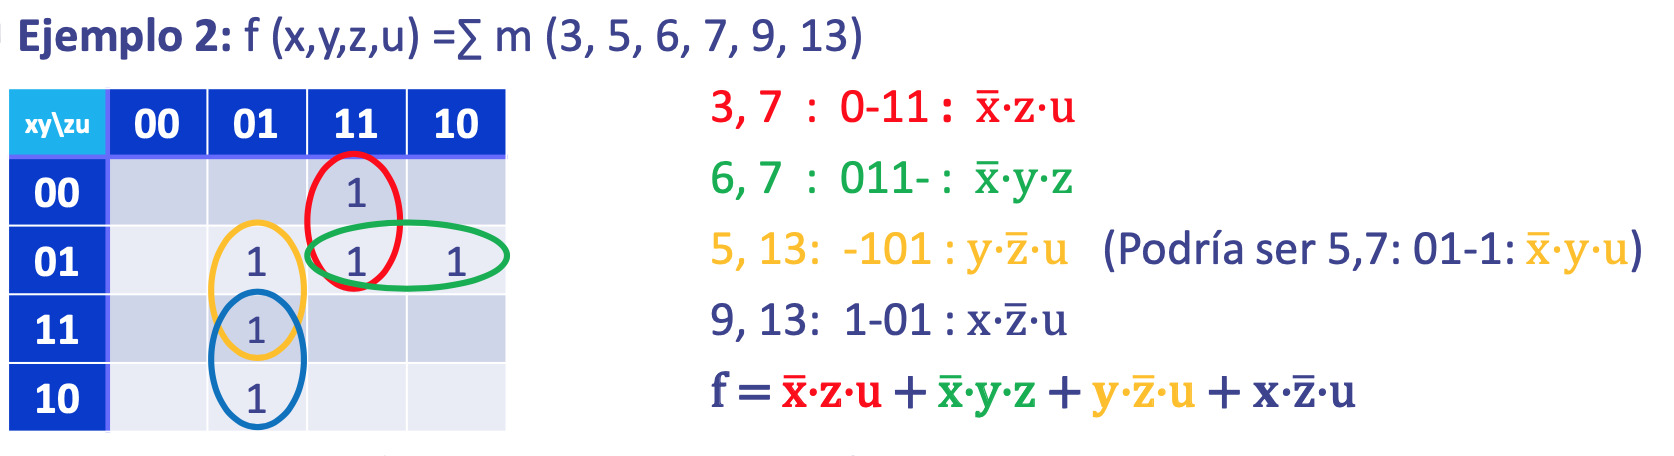 Ejemplo 2: f (x,y,z,u) =∑ m (3, 5, 6, 7, 9, 13)
xy\zu 00 01 11 10
00 1
01 1 1 1
11 1
10 1
3, 7 : 0-11 : x̅·z·u
6, 7 : 011- : x̅·y·z
5, 13: -101 : y·z̅·u (Podría ser 5,7: 01-1: x̅·y·u)
9, 13: 1-01 : x·z̅·u
f = x̅·z·u + x̅·y·z + y·z̅·u + x·z̅·u